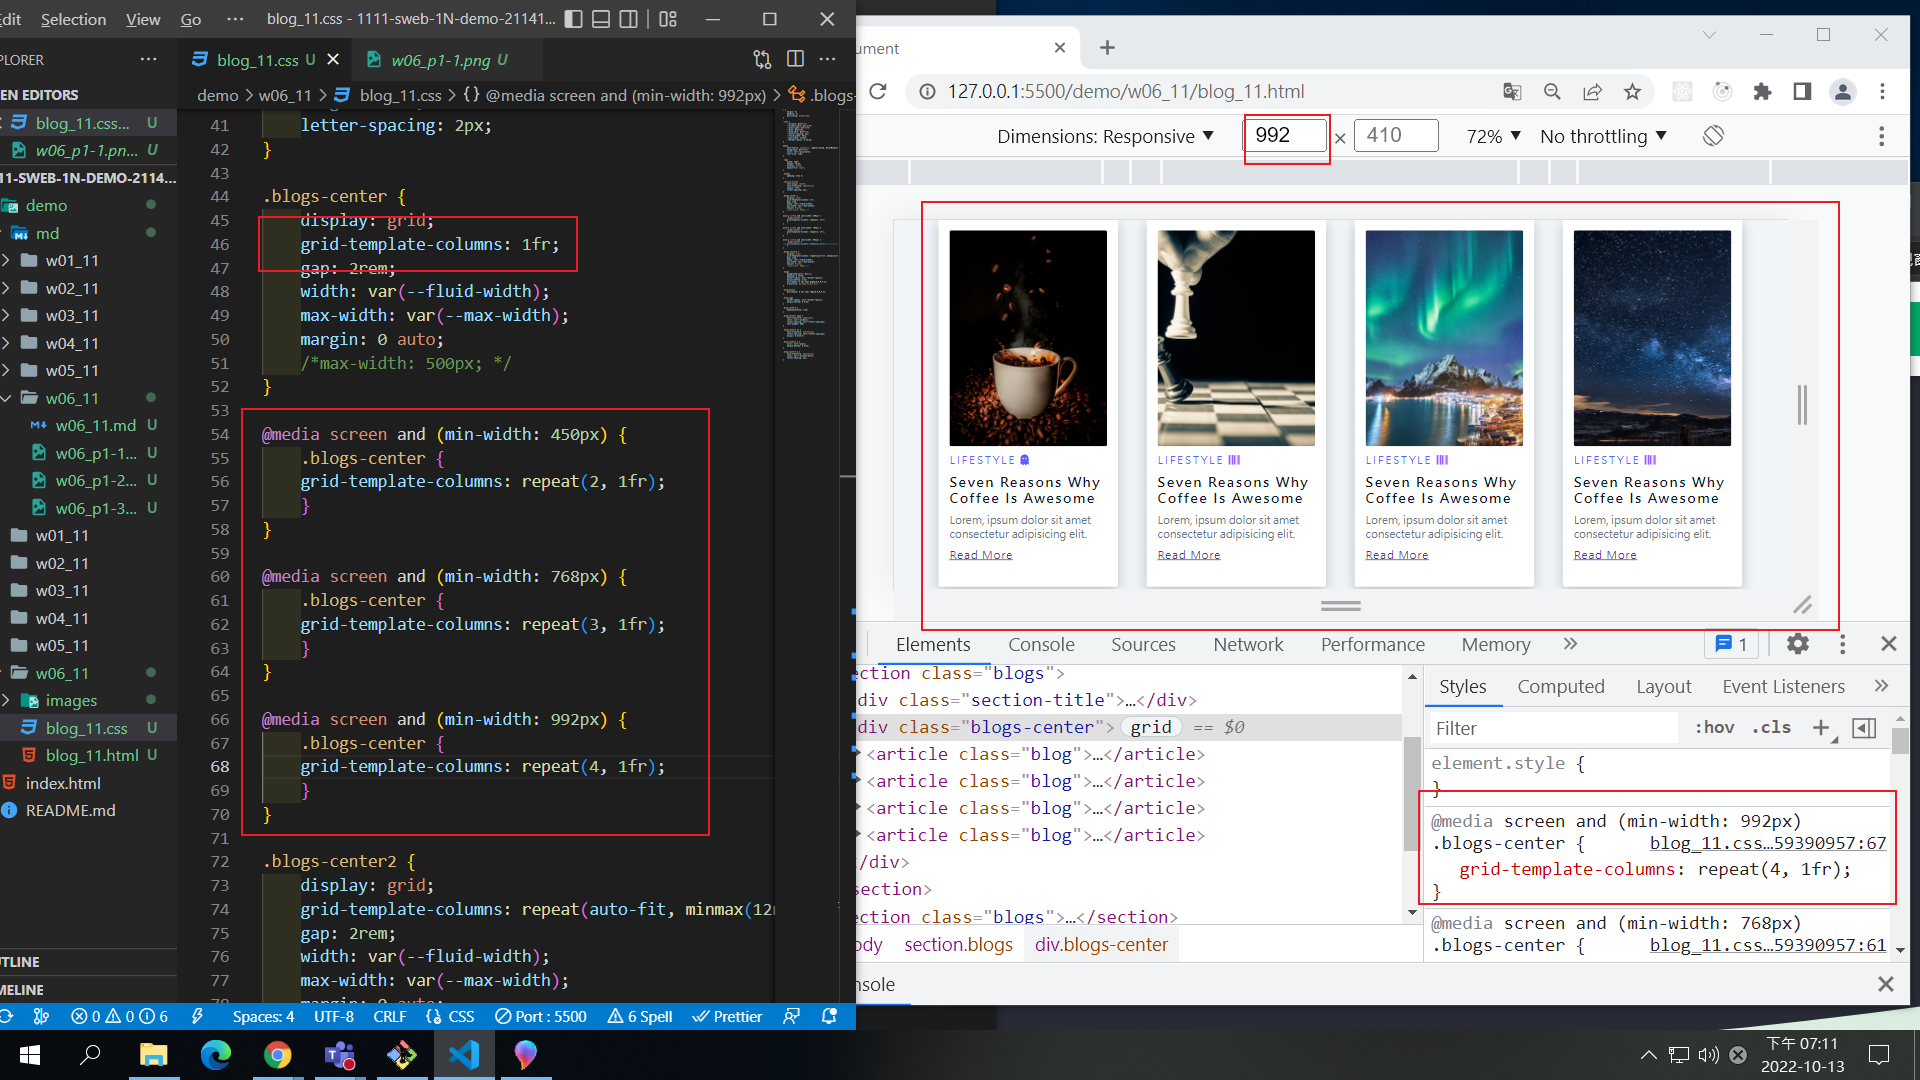 Edit Selection View Go ··· blog_11.css - 1111-sweb-1N-demo-21141...
EXPLORER ···
OPEN EDITORS
blog_11.css... U
w06_p1-1.pn... U
1111-SWEB-1N-DEMO-2114...
demo
md
w01_11
w02_11
w03_11
w04_11
w05_11
w06_11
w06_11.md U
w06_p1-1... U
w06_p1-2... U
w06_p1-3... U
w01_11
w02_11
w03_11
w04_11
w05_11
w06_11
images
blog_11.css U
blog_11.html U
index.html
README.md
OUTLINE
TIMELINE
blog_11.css U
w06_p1-1.png U
demo > w06_11 > blog_11.css > {} @media screen and (min-width: 992px) > .blogs-
41 letter-spacing: 2px;
42 }
43
44 .blogs-center {
45 display: grid;
46 grid-template-columns: 1fr;
47 gap: 2rem;
48 width: var(--fluid-width);
49 max-width: var(--max-width);
50 margin: 0 auto;
51 /*max-width: 500px; */
52 }
53
54 @media screen and (min-width: 450px) {
55 .blogs-center {
56 grid-template-columns: repeat(2, 1fr);
57 }
58 }
59
60 @media screen and (min-width: 768px) {
61 .blogs-center {
62 grid-template-columns: repeat(3, 1fr);
63 }
64 }
65
66 @media screen and (min-width: 992px) {
67 .blogs-center {
68 grid-template-columns: repeat(4, 1fr);
69 }
70 }
71
72 .blogs-center2 {
73 display: grid;
74 grid-template-columns: repeat(auto-fit, minmax(12r
75 gap: 2rem;
76 width: var(--fluid-width);
77 max-width: var(--max-width);
78 margin: 0 auto;
0 0 6 Spaces: 4 UTF-8 CRLF {} CSS Port : 5500 6 Spell Prettier
ument
127.0.0.1:5500/demo/w06_11/blog_11.html
Dimensions: Responsive ▼ 992 × 410 72% ▼ No throttling ▼
LIFESTYLE
Seven Reasons Why
Coffee Is Awesome
Lorem, ipsum dolor sit amet
consectetur adipisicing elit.
Read More
LIFESTYLE
Seven Reasons Why
Coffee Is Awesome
Lorem, ipsum dolor sit amet
consectetur adipisicing elit.
Read More
LIFESTYLE
Seven Reasons Why
Coffee Is Awesome
Lorem, ipsum dolor sit amet
consectetur adipisicing elit.
Read More
LIFESTYLE
Seven Reasons Why
Coffee Is Awesome
Lorem, ipsum dolor sit amet
consectetur adipisicing elit.
Read More
Elements Console Sources Network Performance Memory » 1
ection class="blogs">
div class="section-title">…</div>
div class="blogs-center"> grid == $0
<article class="blog">…</article>
<article class="blog">…</article>
<article class="blog">…</article>
<article class="blog">…</article>
/div>
section>
ection class="blogs">…</section>
ody section.blogs div.blogs-center
nsole
Styles Computed Layout Event Listeners »
Filter :hov .cls +
element.style {
}
@media screen and (min-width: 992px)
.blogs-center { blog_11.css…59390957:67
grid-template-columns: repeat(4, 1fr);
}
@media screen and (min-width: 768px)
.blogs-center { blog_11.css…59390957:61
下午 07:11
2022-10-13